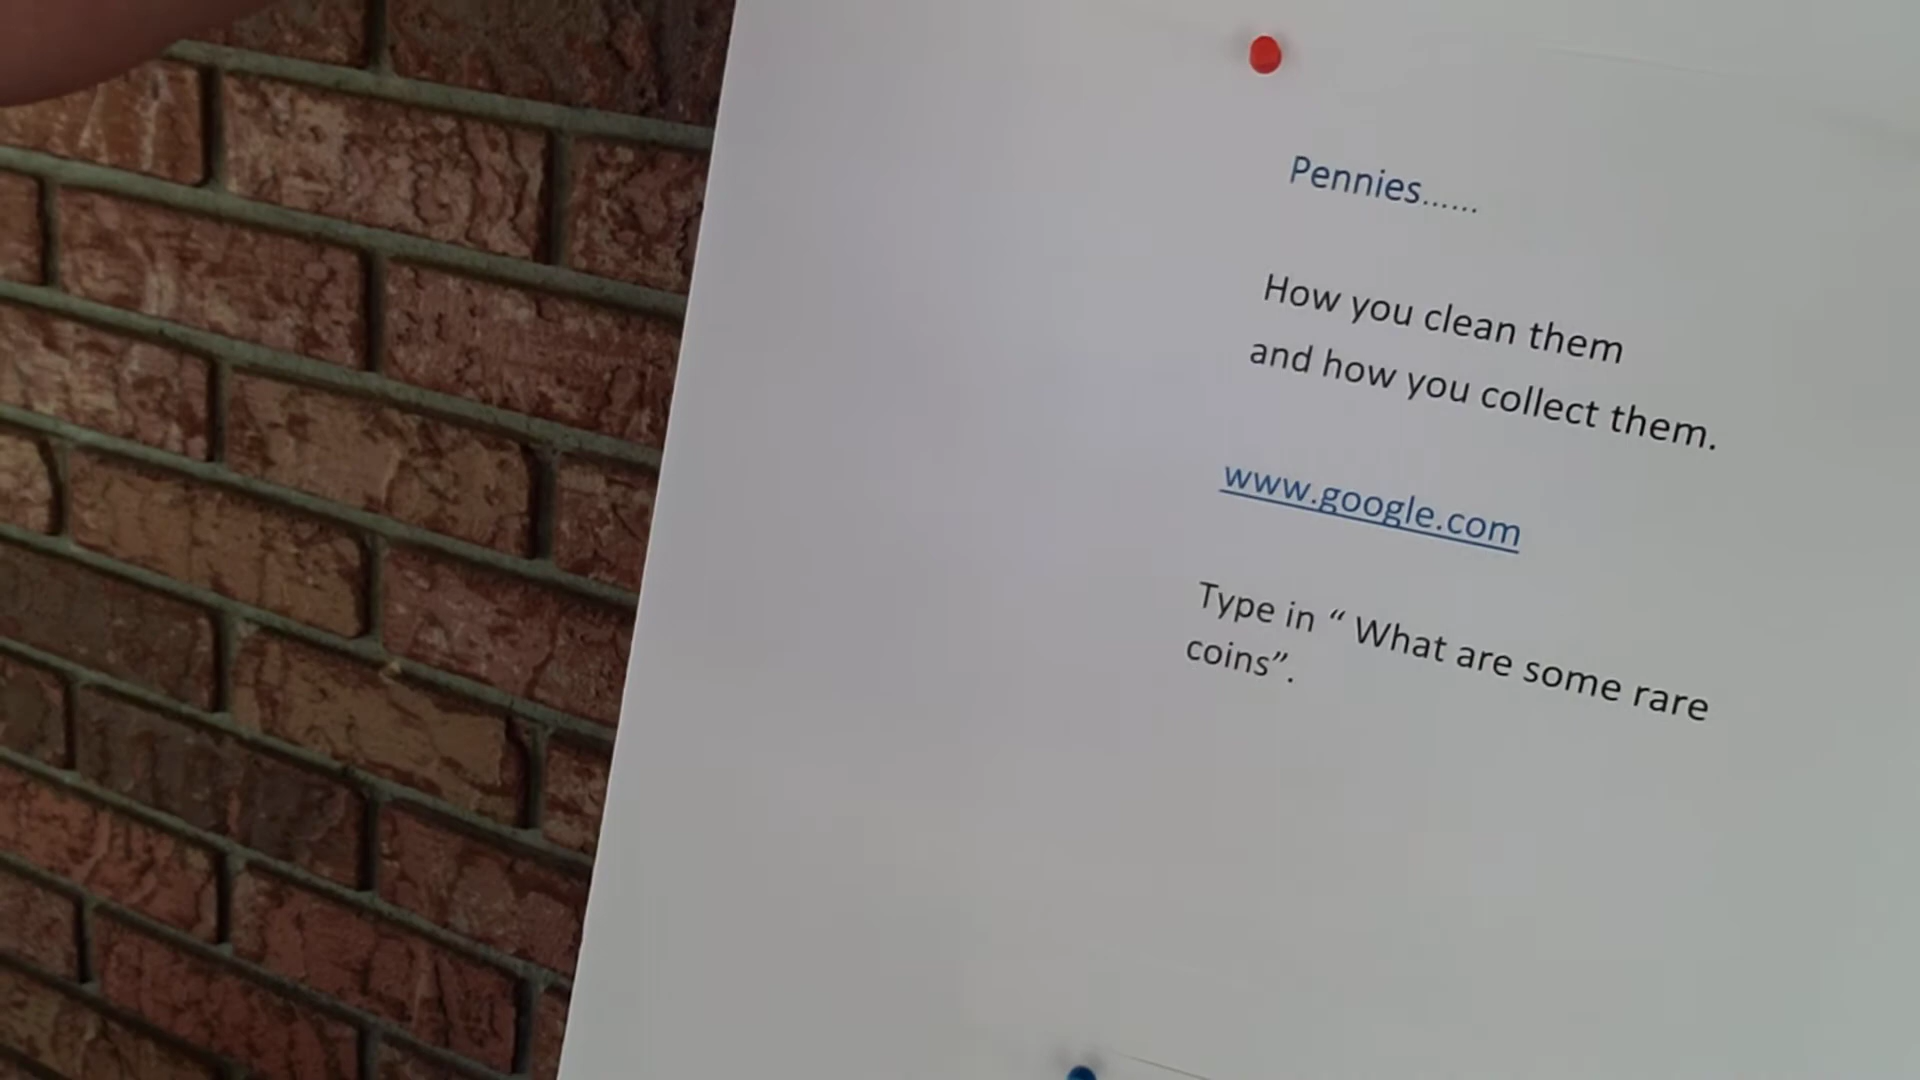 Pennies......
How you clean them
and how you collect them.
www.google.com
Type in “ What are some rare
coins”.